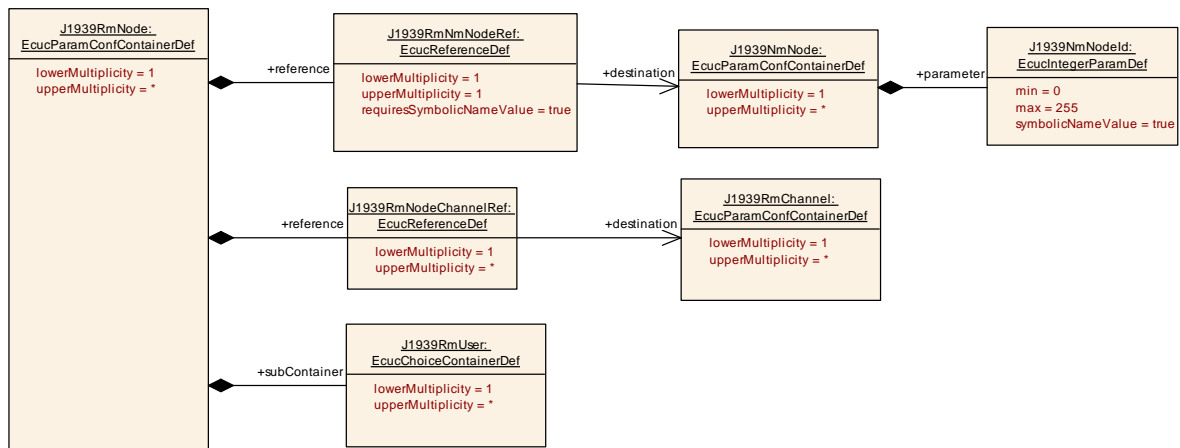 J1939RmNode:
EcucParamConfContainerDef
lowerMultiplicity = 1
upperMultiplicity = *
+reference
J1939RmNmNodeRef:
EcucReferenceDef
lowerMultiplicity = 1
upperMultiplicity = 1
requiresSymbolicNameValue = true
+destination
J1939NmNode:
EcucParamConfContainerDef
lowerMultiplicity = 1
upperMultiplicity = *
+parameter
J1939NmNodeId:
EcucIntegerParamDef
min = 0
max = 255
symbolicNameValue = true
+reference
J1939RmNodeChannelRef:
EcucReferenceDef
lowerMultiplicity = 1
upperMultiplicity = *
+destination
J1939RmChannel:
EcucParamConfContainerDef
lowerMultiplicity = 1
upperMultiplicity = *
+subContainer
J1939RmUser:
EcucChoiceContainerDef
lowerMultiplicity = 1
upperMultiplicity = *